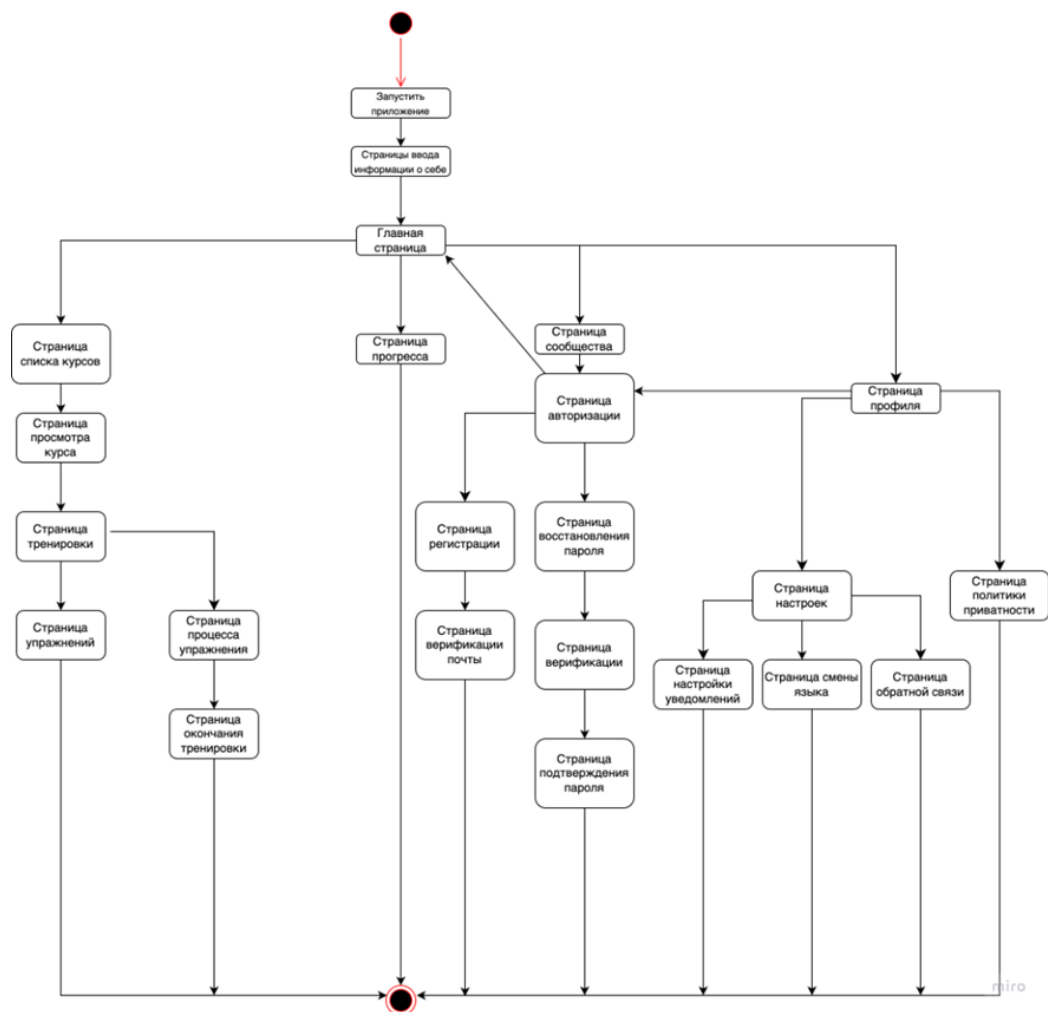 Запустить
приложение
Страницы ввода
информации о себе
Главная
страница
Страница
списка курсов
Страница
прогресса
Страница
сообщества
Страница
авторизации
Страница
профиля
Страница
просмотра
курса
Страница
тренировки
Страница
регистрации
Страница
восстановления
пароля
Страница
настроек
Страница
политики
приватности
Страница
упражнений
Страница
процесса
упражнения
Страница
верификации
почты
Страница
верификации
Страница
настройки
уведомлений
Страница смены
языка
Страница
обратной связи
Страница
окончания
тренировки
Страница
подтверждения
пароля
miro